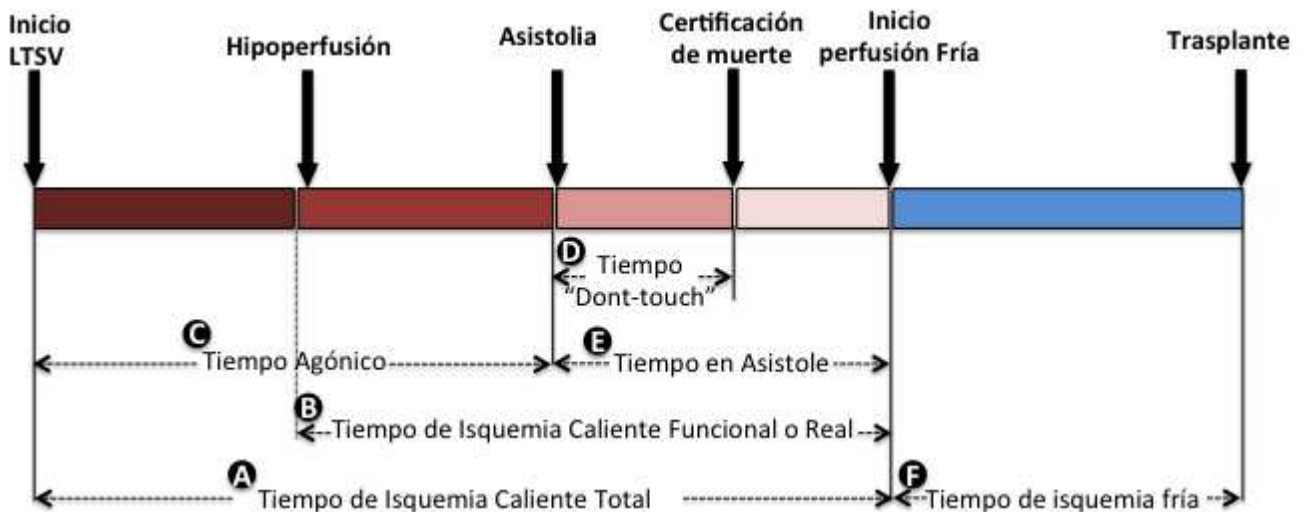 Inicio
LTSV
Hipoperfusión
Asistolia
Certificación
de muerte
Inicio
perfusión Fría
Trasplante
D
Tiempo
“Dont-touch”
C
Tiempo Agónico
E
Tiempo en Asistole
B
Tiempo de Isquemia Caliente Funcional o Real
A
Tiempo de Isquemia Caliente Total
F
Tiempo de isquemia fría